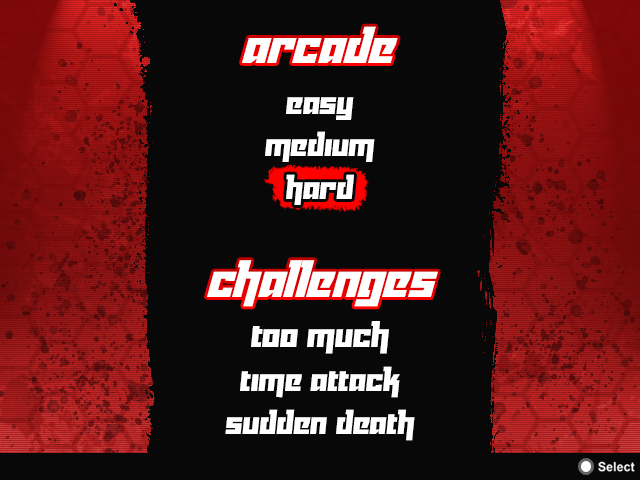 arcade
easy
medium
hard
challenges
too much
time attack
sudden death
Select